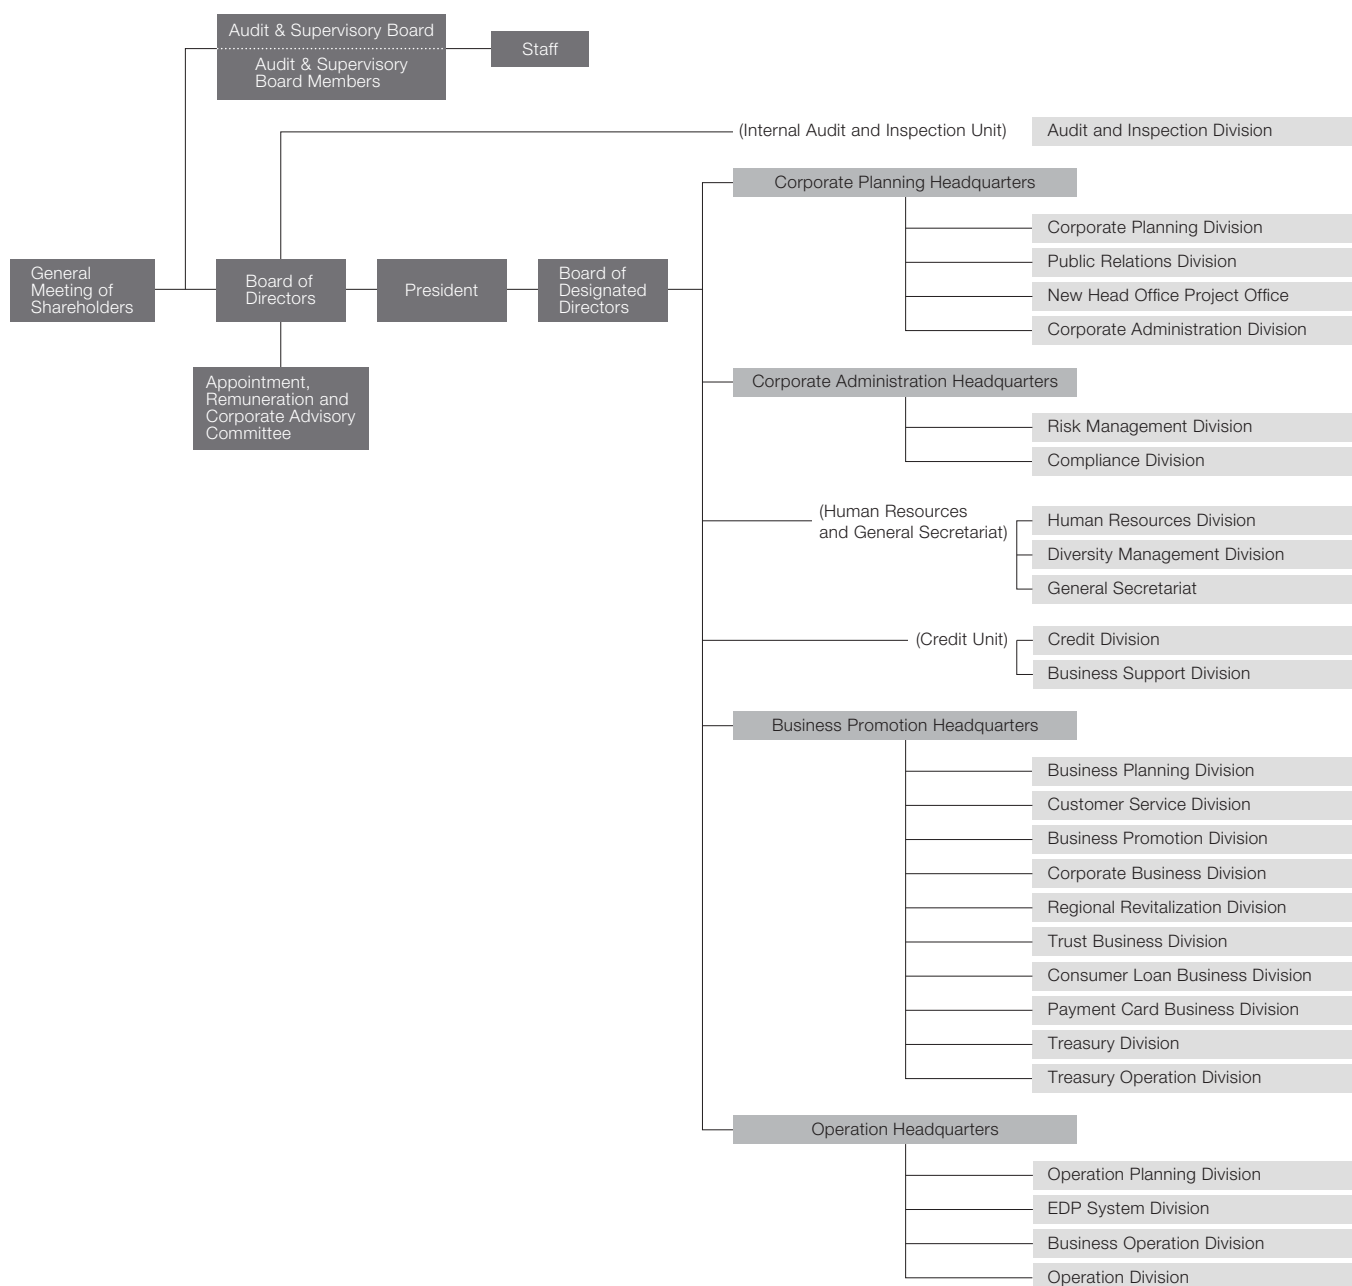 Audit & Supervisory Board
Audit & Supervisory
Board Members
Staff
(Internal Audit and Inspection Unit)
Audit and Inspection Division
General
Meeting of
Shareholders
Board of
Directors
President
Board of
Designated
Directors
Appointment,
Remuneration and
Corporate Advisory
Committee
Corporate Planning Headquarters
Corporate Planning Division
Public Relations Division
New Head Office Project Office
Corporate Administration Division
Corporate Administration Headquarters
Risk Management Division
Compliance Division
(Human Resources
and General Secretariat)
Human Resources Division
Diversity Management Division
General Secretariat
(Credit Unit)
Credit Division
Business Support Division
Business Promotion Headquarters
Business Planning Division
Customer Service Division
Business Promotion Division
Corporate Business Division
Regional Revitalization Division
Trust Business Division
Consumer Loan Business Division
Payment Card Business Division
Treasury Division
Treasury Operation Division
Operation Headquarters
Operation Planning Division
EDP System Division
Business Operation Division
Operation Division